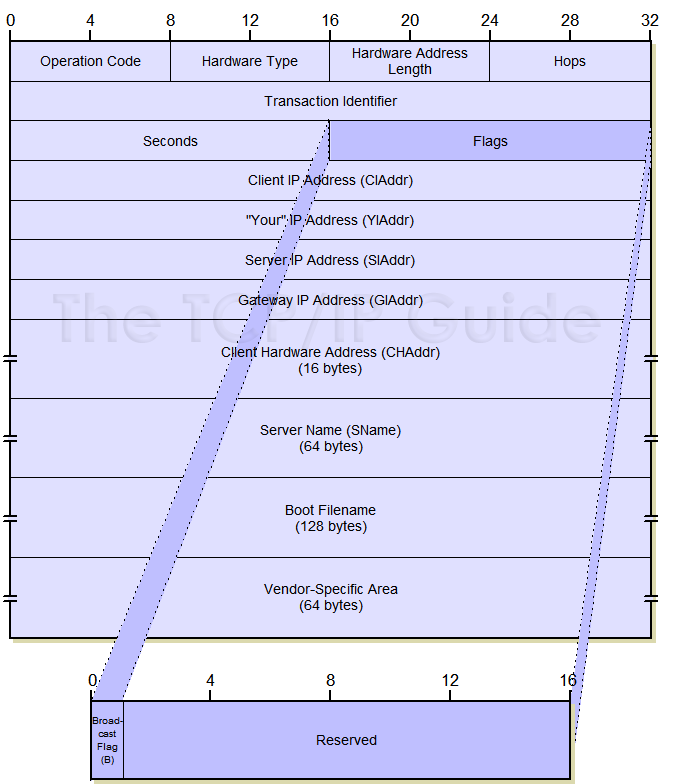 0 4 8 12 16 20 24 28 32
Operation Code
Hardware Type
Hardware Address
Length
Hops
Transaction Identifier
Seconds
Flags
Client IP Address (CIAddr)
"Your" IP Address (YIAddr)
Server IP Address (SIAddr)
Gateway IP Address (GIAddr)
The TCP/IP Guide
Client Hardware Address (CHAddr)
(16 bytes)
Server Name (SName)
(64 bytes)
Boot Filename
(128 bytes)
Vendor-Specific Area
(64 bytes)
0 4 8 12 16
Broad-
cast
Flag
(B)
Reserved